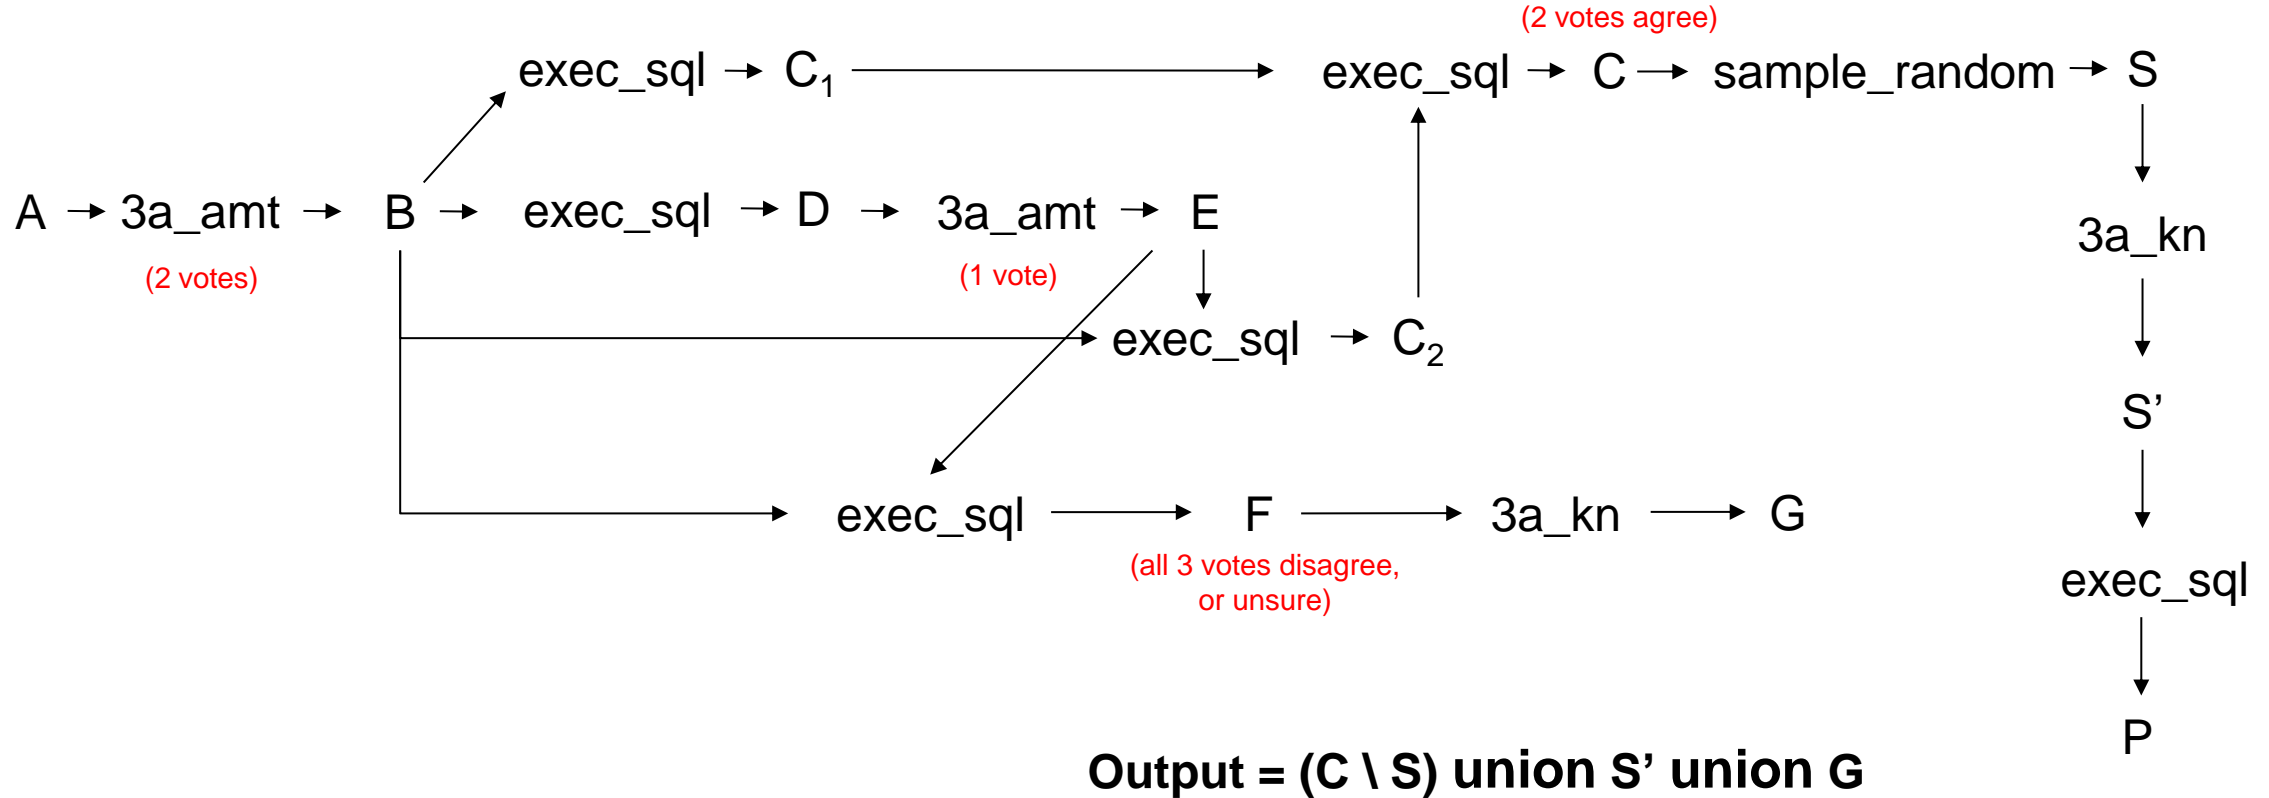 (2 votes agree)
exec_sql → C₁ → exec_sql → C → sample_random → S
A → 3a_amt → B → exec_sql → D → 3a_amt → E
3a_kn
(2 votes)
(1 vote)
exec_sql → C₂
S’
exec_sql → F → 3a_kn → G
(all 3 votes disagree,
or unsure)
exec_sql
P
Output = (C \ S) union S’ union G